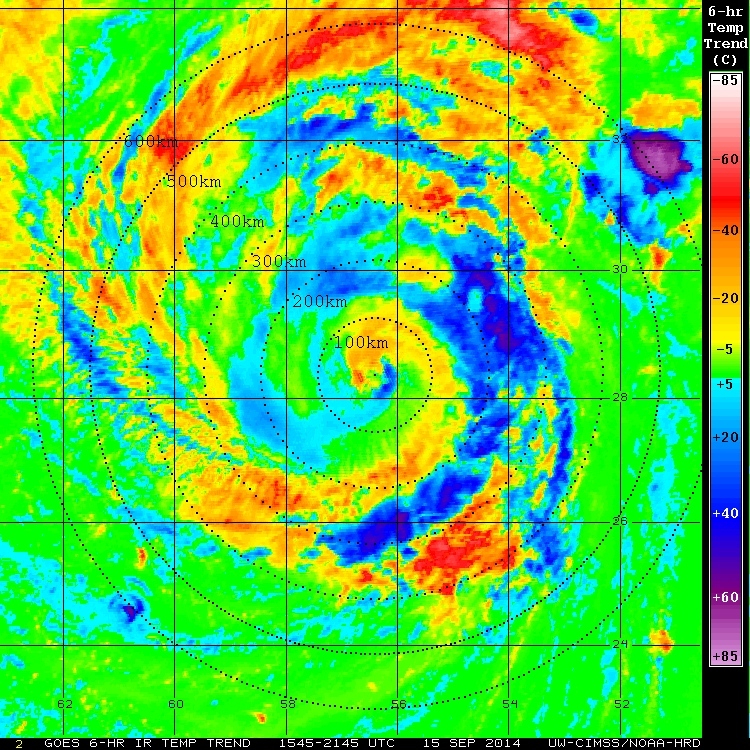 6-hr
Temp
Trend
(C)
-85
-60
-40
-20
-5
+5
+20
+40
+60
+85
600km
500km
400km
300km
200km
100km
32
30
28
26
24
62 60 58 56 54 52
2 GOES 6-HR IR TEMP TREND 1545-2145 UTC 15 SEP 2014 UW-CIMSS/NOAA-HRD